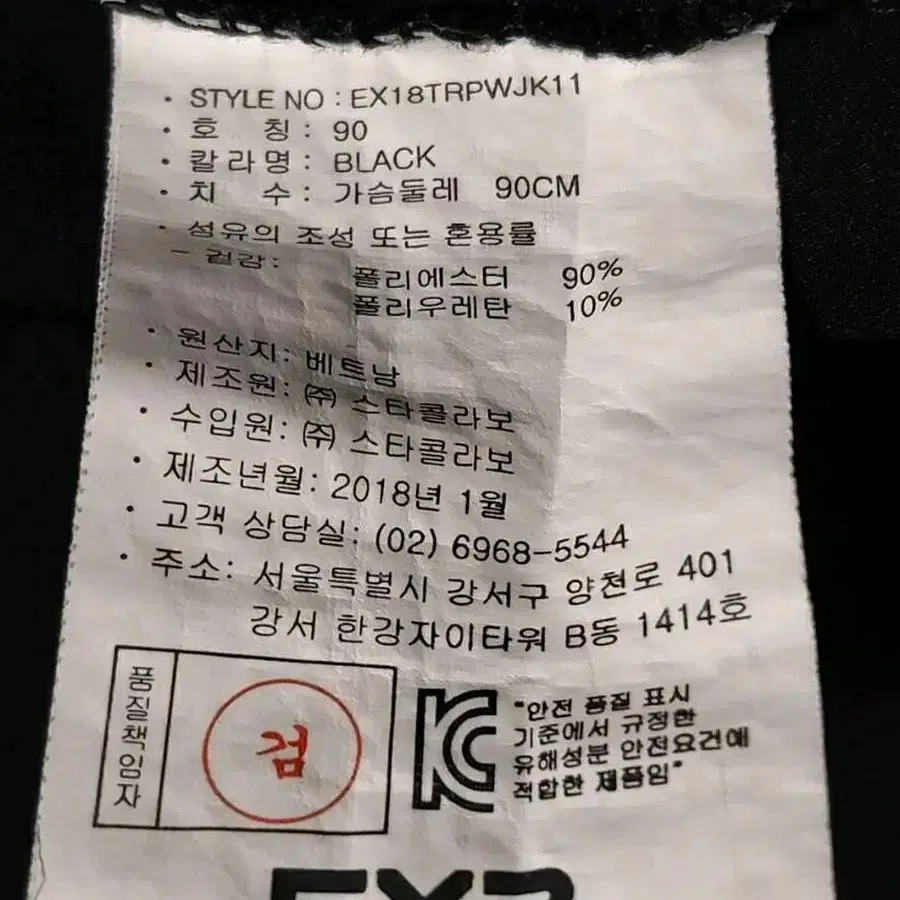 · STYLE NO : EX18TRPWJK11
· 호 칭 : 90
· 칼라명 : BLACK
· 치 수 : 가슴둘레 90CM
· 섬유의 조성 또는 혼용률
- 겉감: 폴리에스터 90%
폴리우레탄 10%
· 원산지: 베트남
· 제조원: ㈜ 스타콜라보
· 수입원: ㈜ 스타콜라보
· 제조년월: 2018년 1월
· 고객 상담실: (02) 6968-5544
· 주소: 서울특별시 강서구 양천로 401
강서 한강자이타워 B동 1414호
품질책임자
검
"안전 품질 표시
기준에서 규정한
유해성분 안전요건에
적합한 제품임"
EXR